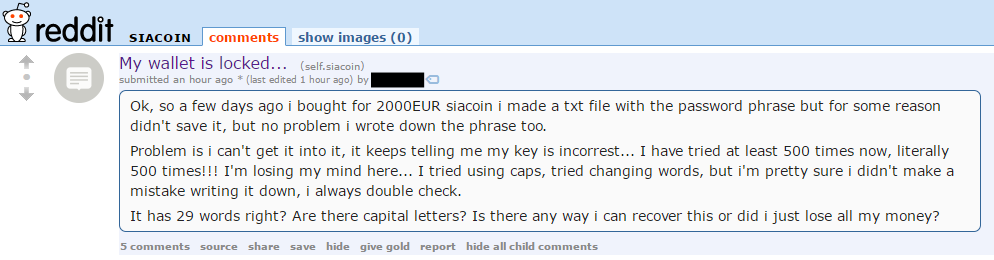 reddit SIACOIN comments show images (0)
My wallet is locked... (self.siacoin)
submitted an hour ago * (last edited 1 hour ago) by
Ok, so a few days ago i bought for 2000EUR siacoin i made a txt file with the password phrase but for some reason
didn't save it, but no problem i wrote down the phrase too.
Problem is i can't get it into it, it keeps telling me my key is incorrest... I have tried at least 500 times now, literally
500 times!!! I'm losing my mind here... I tried using caps, tried changing words, but i'm pretty sure i didn't make a
mistake writing it down, i always double check.
It has 29 words right? Are there capital letters? Is there any way i can recover this or did i just lose all my money?
5 comments source share save hide give gold report hide all child comments